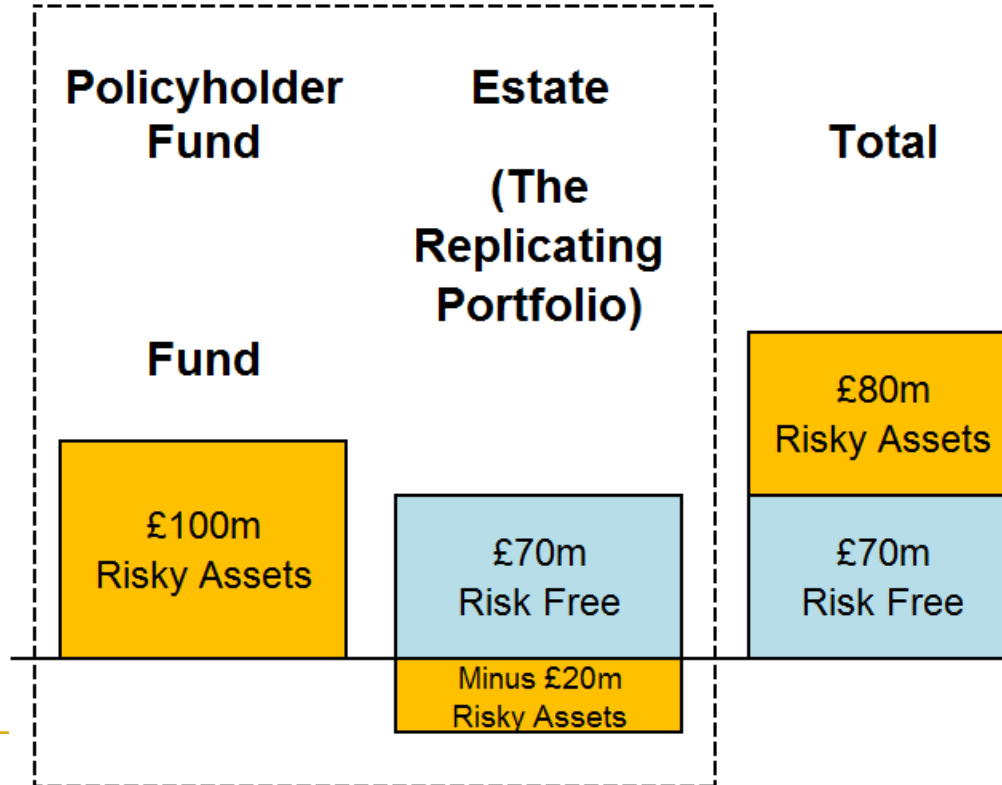 Policyholder
Fund
Fund
£100m
Risky Assets
Estate
(The
Replicating
Portfolio)
£70m
Risk Free
Minus £20m
Risky Assets
Total
£80m
Risky Assets
£70m
Risk Free